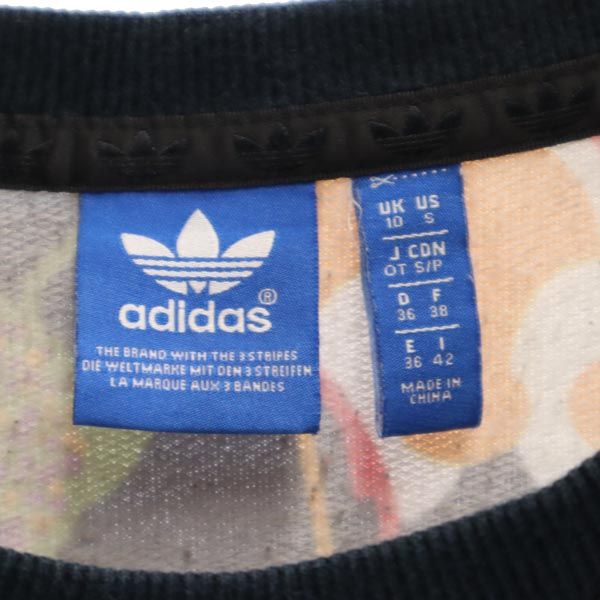 adidas®
THE BRAND WITH THE 3 STRIPES
DIE WELTMARKE MIT DEN 3 STREIFEN
LA MARQUE AUX 3 BANDES
UK US
10 S
J CDN
OT S/P
D F
36 38
E I
36 42
MADE IN
CHINA